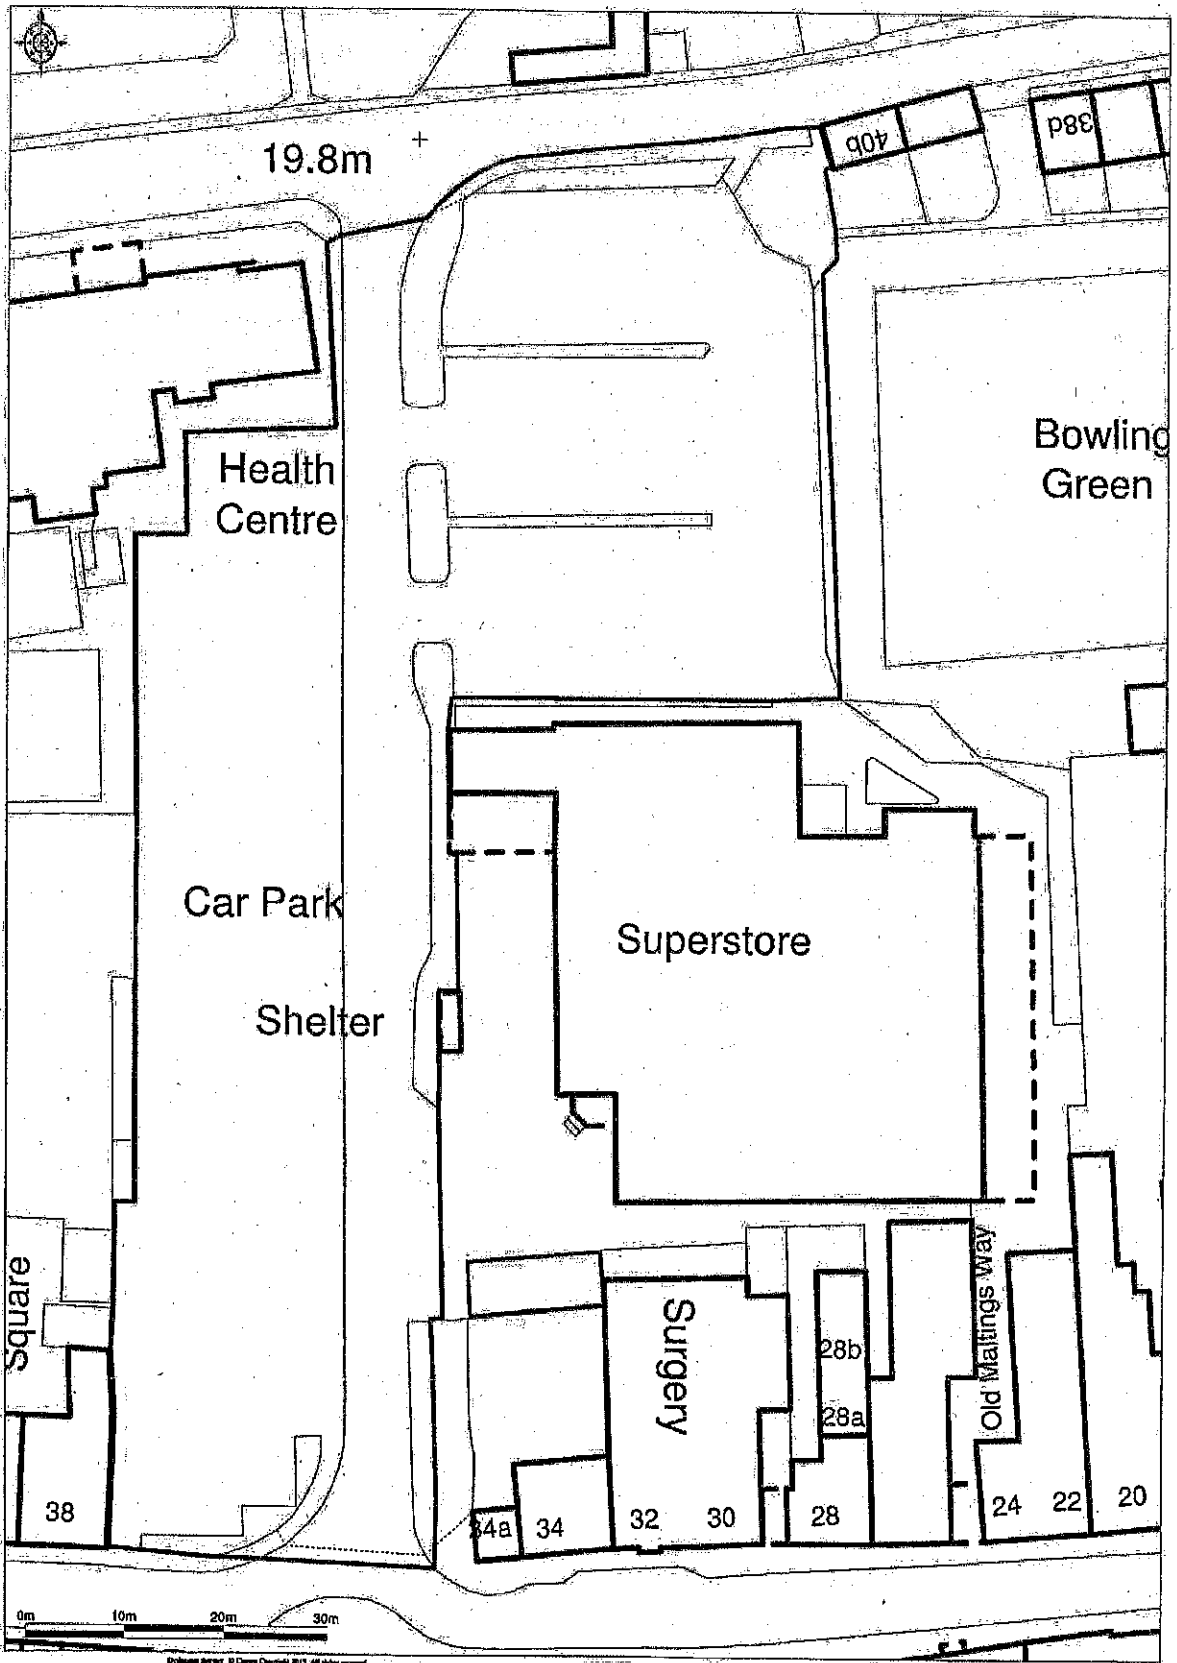 19.8m
40b
38d
Bowling
Green
Health
Centre
Car Park
Superstore
Shelter
Square
Surgery
Old Maltings Way
28b
28a
38
34a
34
32
30
28
24
22
20
0m
10m
20m
30m